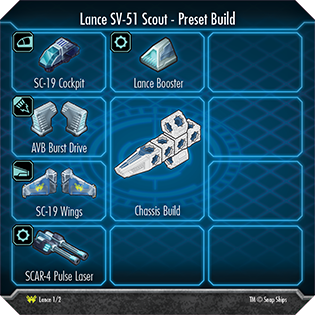 Lance SV-51 Scout - Preset Build
SC-19 Cockpit
Lance Booster
AVB Burst Drive
SC-19 Wings
Chassis Build
SCAR-4 Pulse Laser
Lance 1/2
TM © Snap Ships